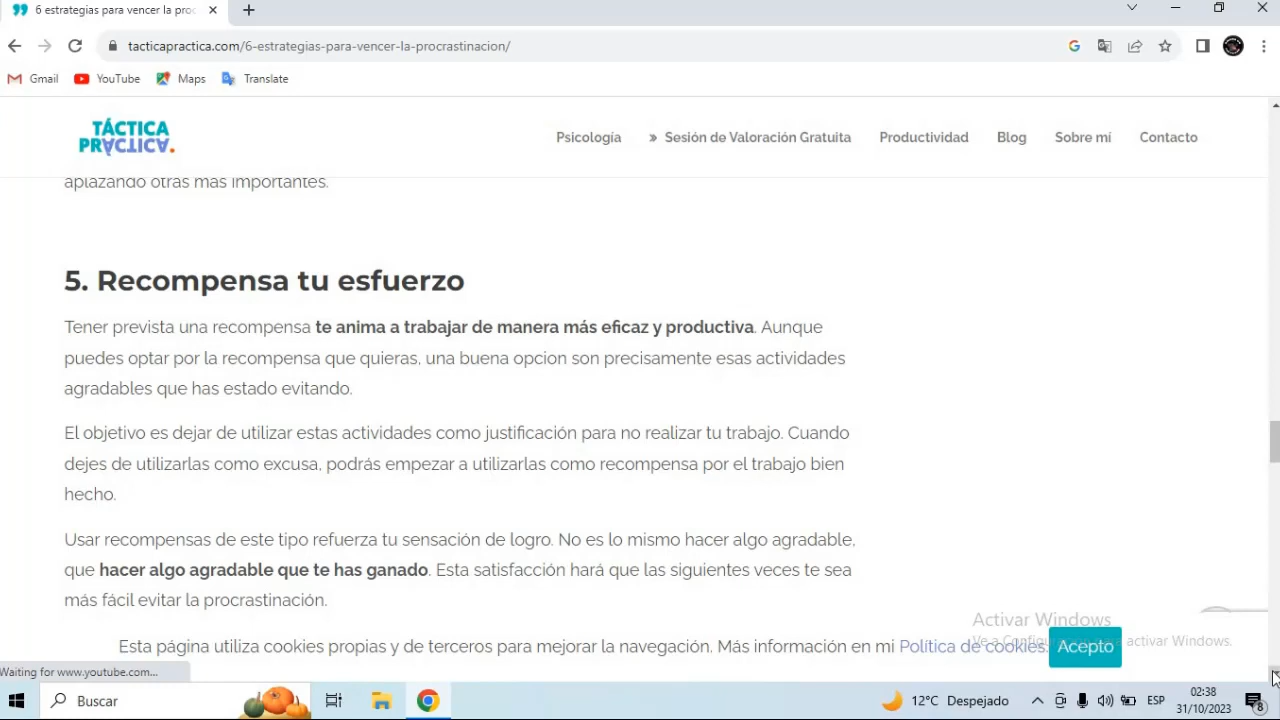 6 estrategias para vencer la proc
tacticapractica.com/6-estrategias-para-vencer-la-procrastinacion/
Gmail
YouTube
Maps
Translate
TÁCTICA
PRACTICA.
Psicología
» Sesión de Valoración Gratuita
Productividad
Blog
Sobre mí
Contacto
aplazando otras más importantes.
5. Recompensa tu esfuerzo
Tener prevista una recompensa te anima a trabajar de manera más eficaz y productiva. Aunque
puedes optar por la recompensa que quieras, una buena opcion son precisamente esas actividades
agradables que has estado evitando.
El objetivo es dejar de utilizar estas actividades como justificación para no realizar tu trabajo. Cuando
dejes de utilizarlas como excusa, podrás empezar a utilizarlas como recompensa por el trabajo bien
hecho.
Usar recompensas de este tipo refuerza tu sensación de logro. No es lo mismo hacer algo agradable,
que hacer algo agradable que te has ganado. Esta satisfacción hará que las siguientes veces te sea
más fácil evitar la procrastinación.
Activar Windows
Ve a Configuración para activar Windows.
Esta página utiliza cookies propias y de terceros para mejorar la navegación. Más información en mi Política de cookies.
Acepto
Waiting for www.youtube.com...
Buscar
12°C Despejado
ESP
02:38
31/10/2023
8